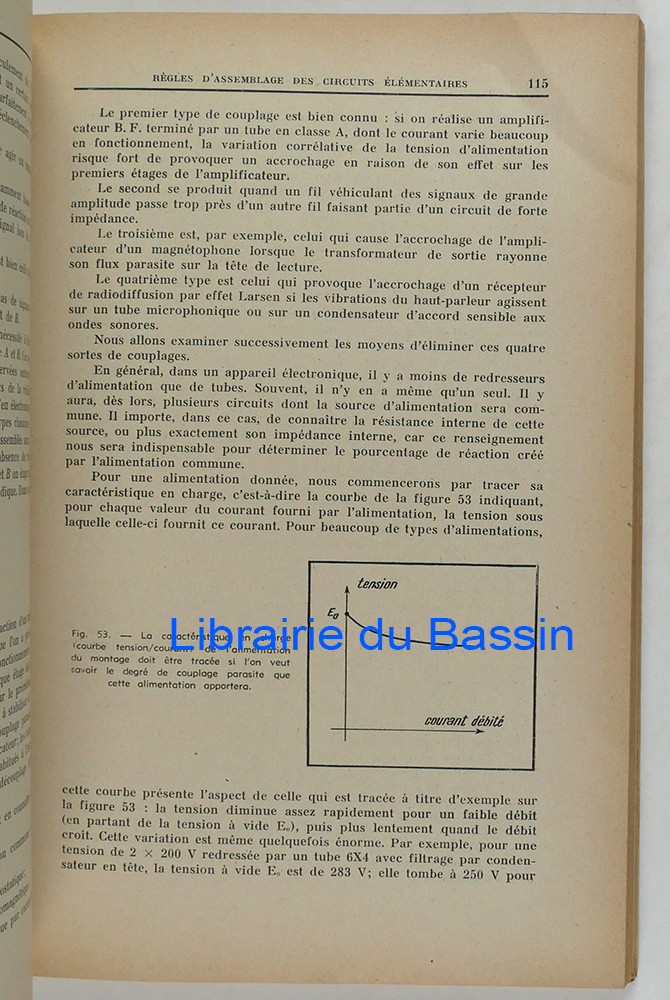 RÈGLES D'ASSEMBLAGE DES CIRCUITS ÉLÉMENTAIRES 115
Le premier type de couplage est bien connu : si on réalise un amplifi-
cateur B. F. terminé par un tube en classe A, dont le courant varie beaucoup
en fonctionnement, la variation corrélative de la tension d'alimentation
risque fort de provoquer un accrochage en raison de son effet sur les
premiers étages de l'amplificateur.
Le second se produit quand un fil véhiculant des signaux de grande
amplitude passe trop près d'un autre fil faisant partie d'un circuit de forte
impédance.
Le troisième est, par exemple, celui qui cause l'accrochage de l'ampli-
cateur d'un magnétophone lorsque le transformateur de sortie rayonne
son flux parasite sur la tête de lecture.
Le quatrième type est celui qui provoque l'accrochage d'un récepteur
de radiodiffusion par effet Larsen si les vibrations du haut-parleur agissent
sur un tube microphonique ou sur un condensateur d'accord sensible aux
ondes sonores.
Nous allons examiner successivement les moyens d'éliminer ces quatre
sortes de couplages.
En général, dans un appareil électronique, il y a moins de redresseurs
d'alimentation que de tubes. Souvent, il n'y en a même qu'un seul. Il y
aura, dès lors, plusieurs circuits dont la source d'alimentation sera com-
mune. Il importe, dans ce cas, de connaître la résistance interne de cette
source, ou plus exactement son impédance interne, car ce renseignement
nous sera indispensable pour déterminer le pourcentage de réaction créé
par l'alimentation commune.
Pour une alimentation donnée, nous commencerons par tracer sa
caractéristique en charge, c'est-à-dire la courbe de la figure 53 indiquant,
pour chaque valeur du courant fourni par l'alimentation, la tension sous
laquelle celle-ci fournit ce courant. Pour beaucoup de types d'alimentations,
tension
E₀
courant débité
Librairie du Bassin
Fig. 53. — La caractéristique en charge
(courbe tension/courant) de l'alimentation
du montage doit être tracée si l'on veut
savoir le degré de couplage parasite que
cette alimentation apportera.
cette courbe présente l'aspect de celle qui est tracée à titre d'exemple sur
la figure 53 : la tension diminue assez rapidement pour un faible débit
(en partant de la tension à vide E₀), puis plus lentement quand le débit
croit. Cette variation est même quelquefois énorme. Par exemple, pour une
tension de 2 × 200 V redressée par un tube 6X4 avec filtrage par conden-
sateur en tête, la tension à vide E₀ est de 283 V; elle tombe à 250 V pour